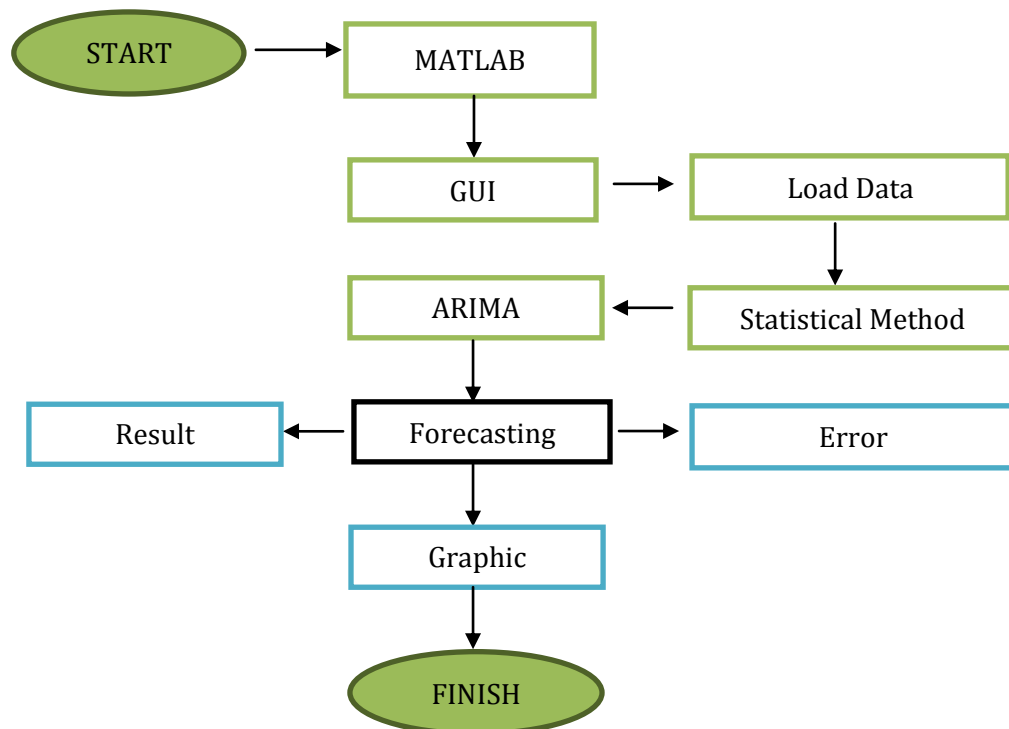 START
MATLAB
GUI
Load Data
ARIMA
Statistical Method
Result
Forecasting
Error
Graphic
FINISH